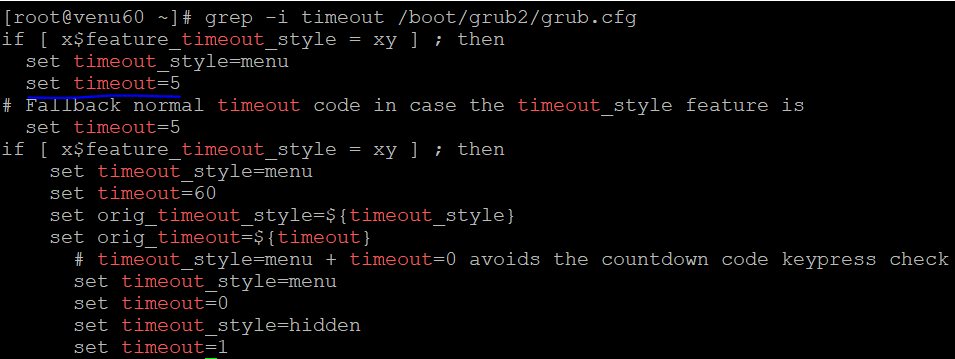 [root@venu60 ~]# grep -i timeout /boot/grub2/grub.cfg
if [ x$feature_timeout_style = xy ] ; then
  set timeout_style=menu
  set timeout=5
# Fallback normal timeout code in case the timeout_style feature is
  set timeout=5
if [ x$feature_timeout_style = xy ] ; then
    set timeout_style=menu
    set timeout=60
    set orig_timeout_style=${timeout_style}
    set orig_timeout=${timeout}
      # timeout_style=menu + timeout=0 avoids the countdown code keypress check
      set timeout_style=menu
      set timeout=0
      set timeout_style=hidden
      set timeout=1